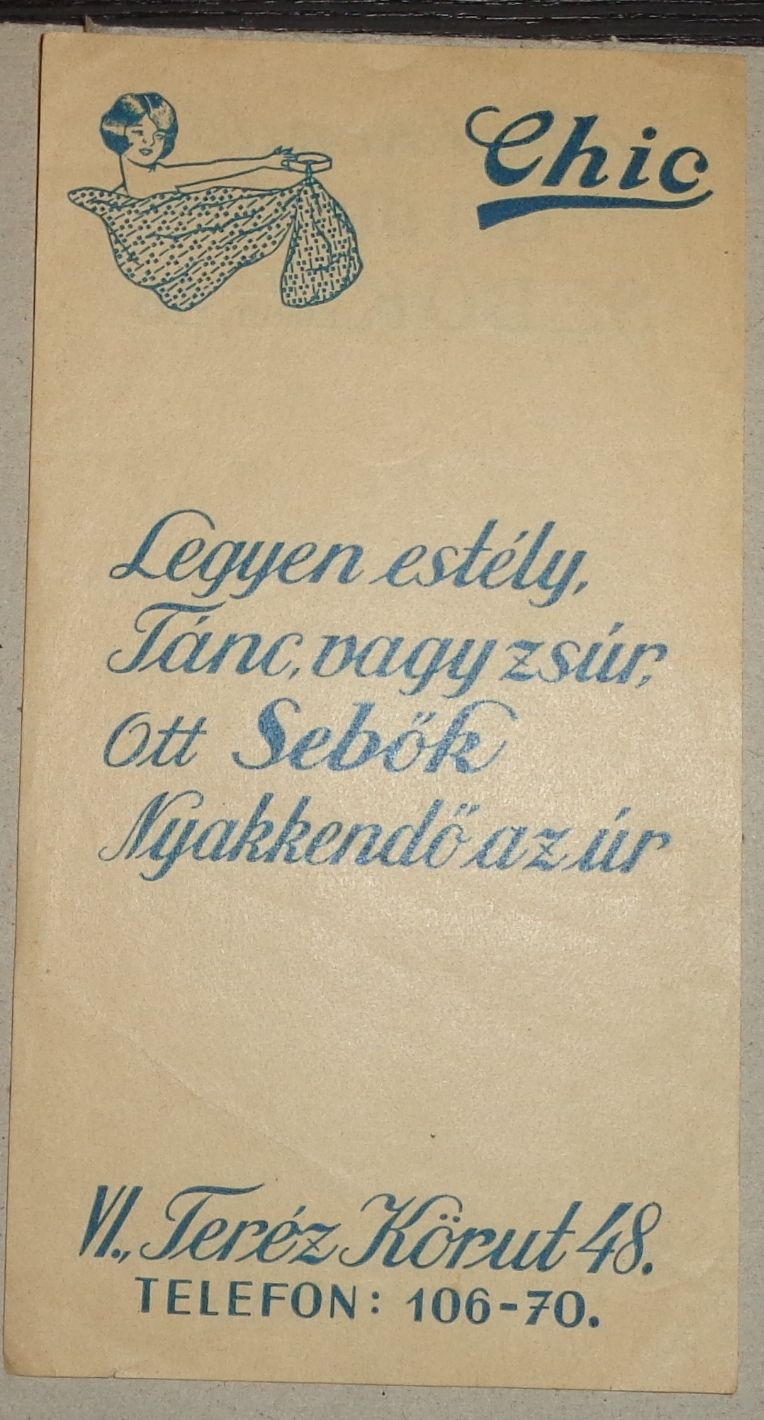 Chic
Legyen estély,
Tánc, vagy zsúr,
Ott Sebők
Nyakkendő az úr
VI., Teréz Körut 48.
TELEFON: 106-70.